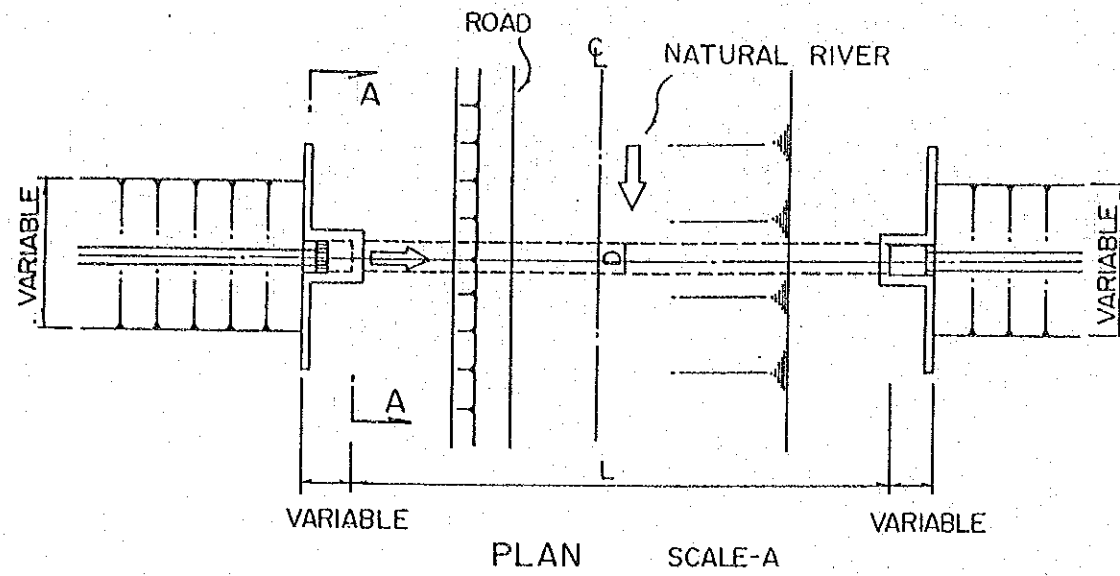 ROAD
℄
NATURAL RIVER
A
VARIABLE
D
VARIABLE
A
L
VARIABLE
VARIABLE
PLAN SCALE-A